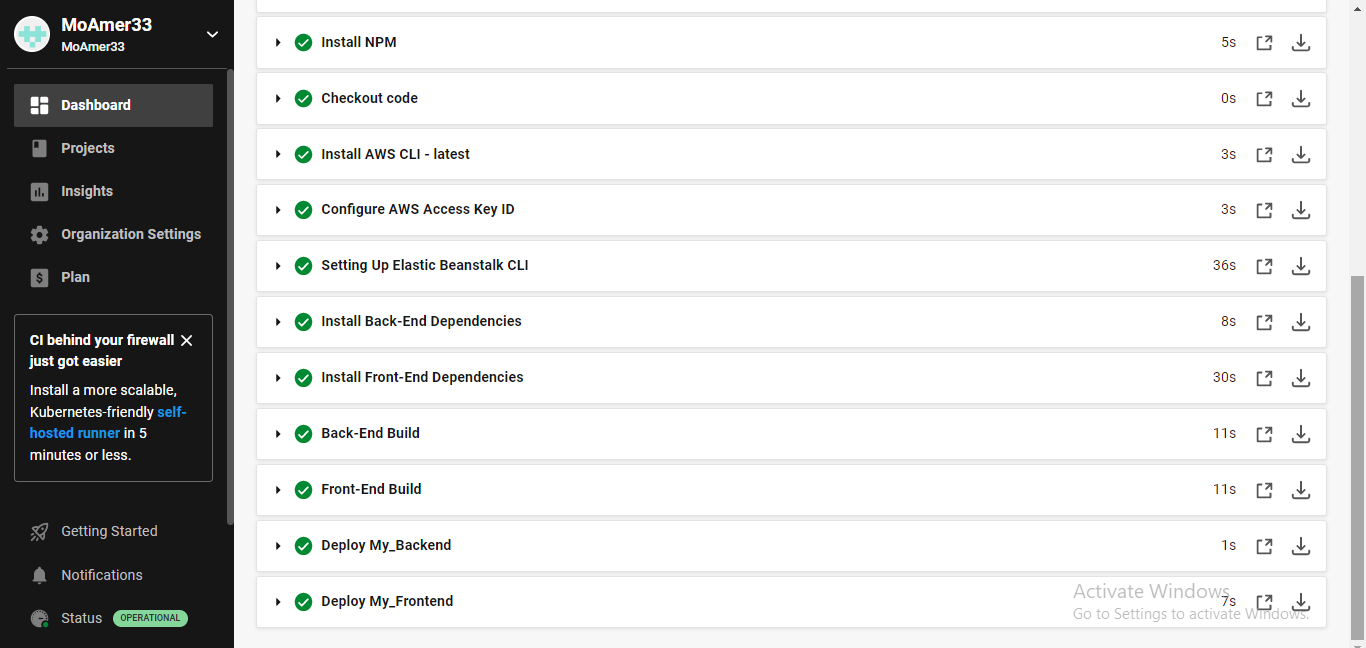 MoAmer33
MoAmer33
Dashboard
Projects
Insights
Organization Settings
Plan
CI behind your firewall
just got easier
Install a more scalable,
Kubernetes-friendly self-
hosted runner in 5
minutes or less.
Getting Started
Notifications
Status OPERATIONAL
Install NPM 5s
Checkout code 0s
Install AWS CLI - latest 3s
Configure AWS Access Key ID 3s
Setting Up Elastic Beanstalk CLI 36s
Install Back-End Dependencies 8s
Install Front-End Dependencies 30s
Back-End Build 11s
Front-End Build 11s
Deploy My_Backend 1s
Deploy My_Frontend 7s
Activate Windows
Go to Settings to activate Windows.